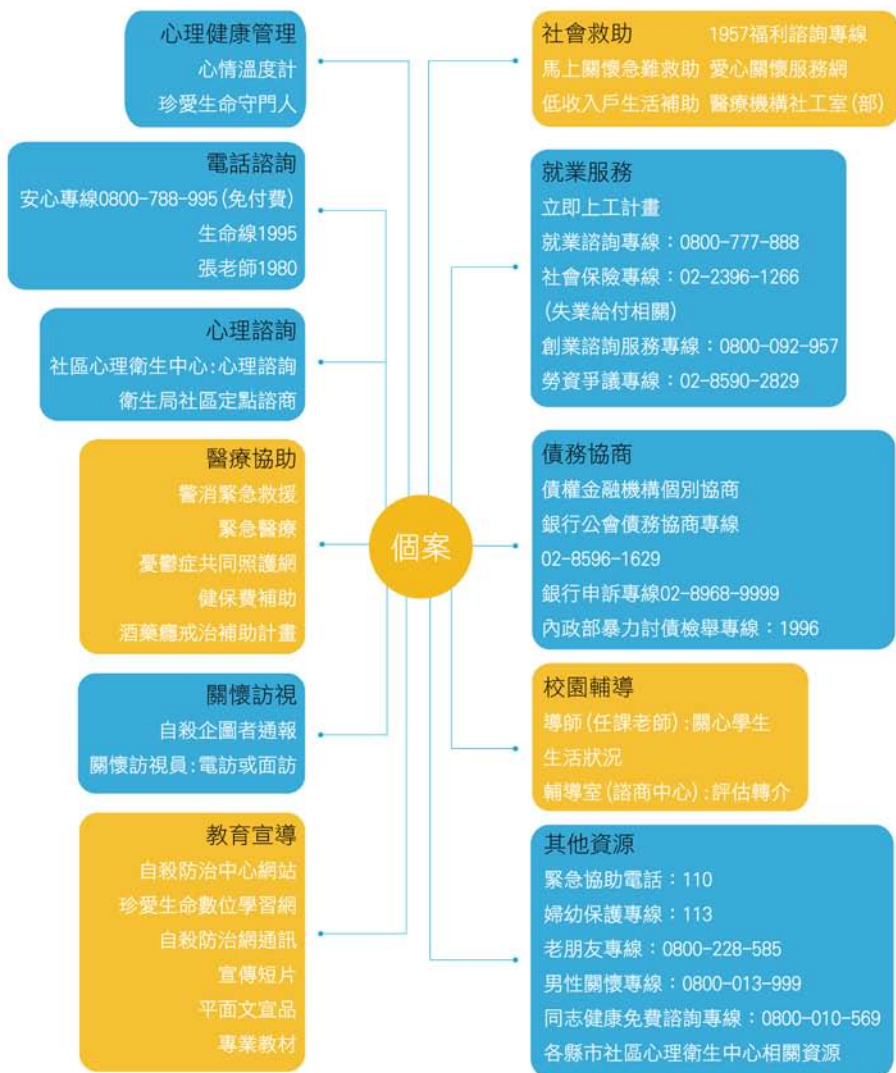 心理健康管理
心情溫度計
珍愛生命守門人
電話諮詢
安心專線0800-788-995(免付費)
生命線1995
張老師1980
心理諮詢
社區心理衛生中心:心理諮詢
衛生局社區定點諮商
醫療協助
警消緊急救援
緊急醫療
憂鬱症共同照護網
健保費補助
酒藥癮戒治補助計畫
關懷訪視
自殺企圖者通報
關懷訪視員:電訪或面訪
教育宣導
自殺防治中心網站
珍愛生命數位學習網
自殺防治網通訊
宣傳短片
平面文宣品
專業教材
個案
社會救助 1957福利諮詢專線
馬上關懷急難救助 愛心關懷服務網
低收入戶生活補助 醫療機構社工室(部)
就業服務
立即上工計畫
就業諮詢專線：0800-777-888
社會保險專線：02-2396-1266
(失業給付相關)
創業諮詢服務專線：0800-092-957
勞資爭議專線：02-8590-2829
債務協商
債權金融機構個別協商
銀行公會債務協商專線
02-8596-1629
銀行申訴專線02-8968-9999
內政部暴力討債檢舉專線：1996
校園輔導
導師(任課老師):關心學生
生活狀況
輔導室(諮商中心):評估轉介
其他資源
緊急協助電話：110
婦幼保護專線：113
老朋友專線：0800-228-585
男性關懷專線：0800-013-999
同志健康免費諮詢專線：0800-010-569
各縣市社區心理衛生中心相關資源